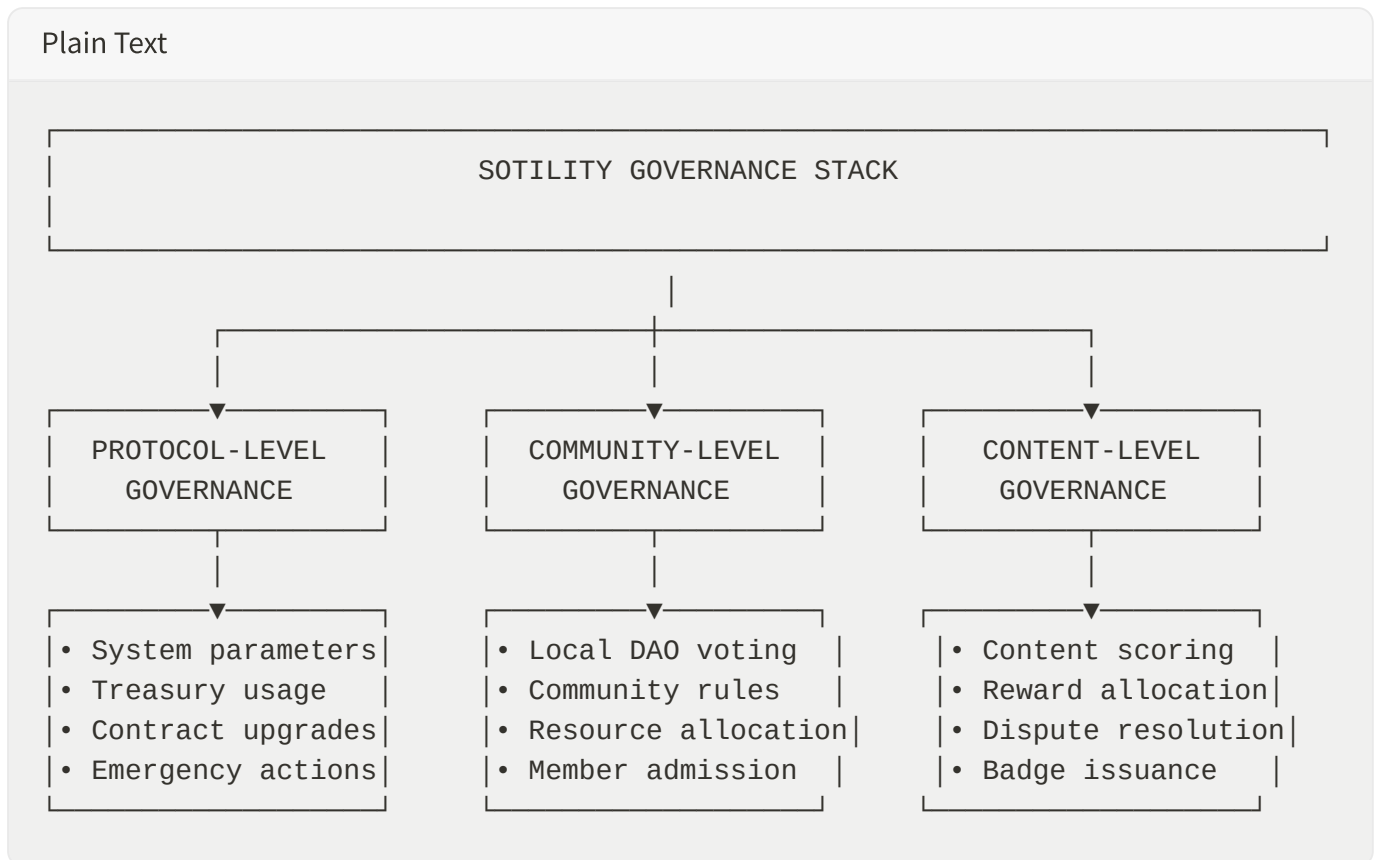 Plain Text
SOTILITY GOVERNANCE STACK
PROTOCOL-LEVEL COMMUNITY-LEVEL CONTENT-LEVEL
GOVERNANCE GOVERNANCE GOVERNANCE
• System parameters • Local DAO voting • Content scoring
• Treasury usage • Community rules • Reward allocation
• Contract upgrades • Resource allocation • Dispute resolution
• Emergency actions • Member admission • Badge issuance